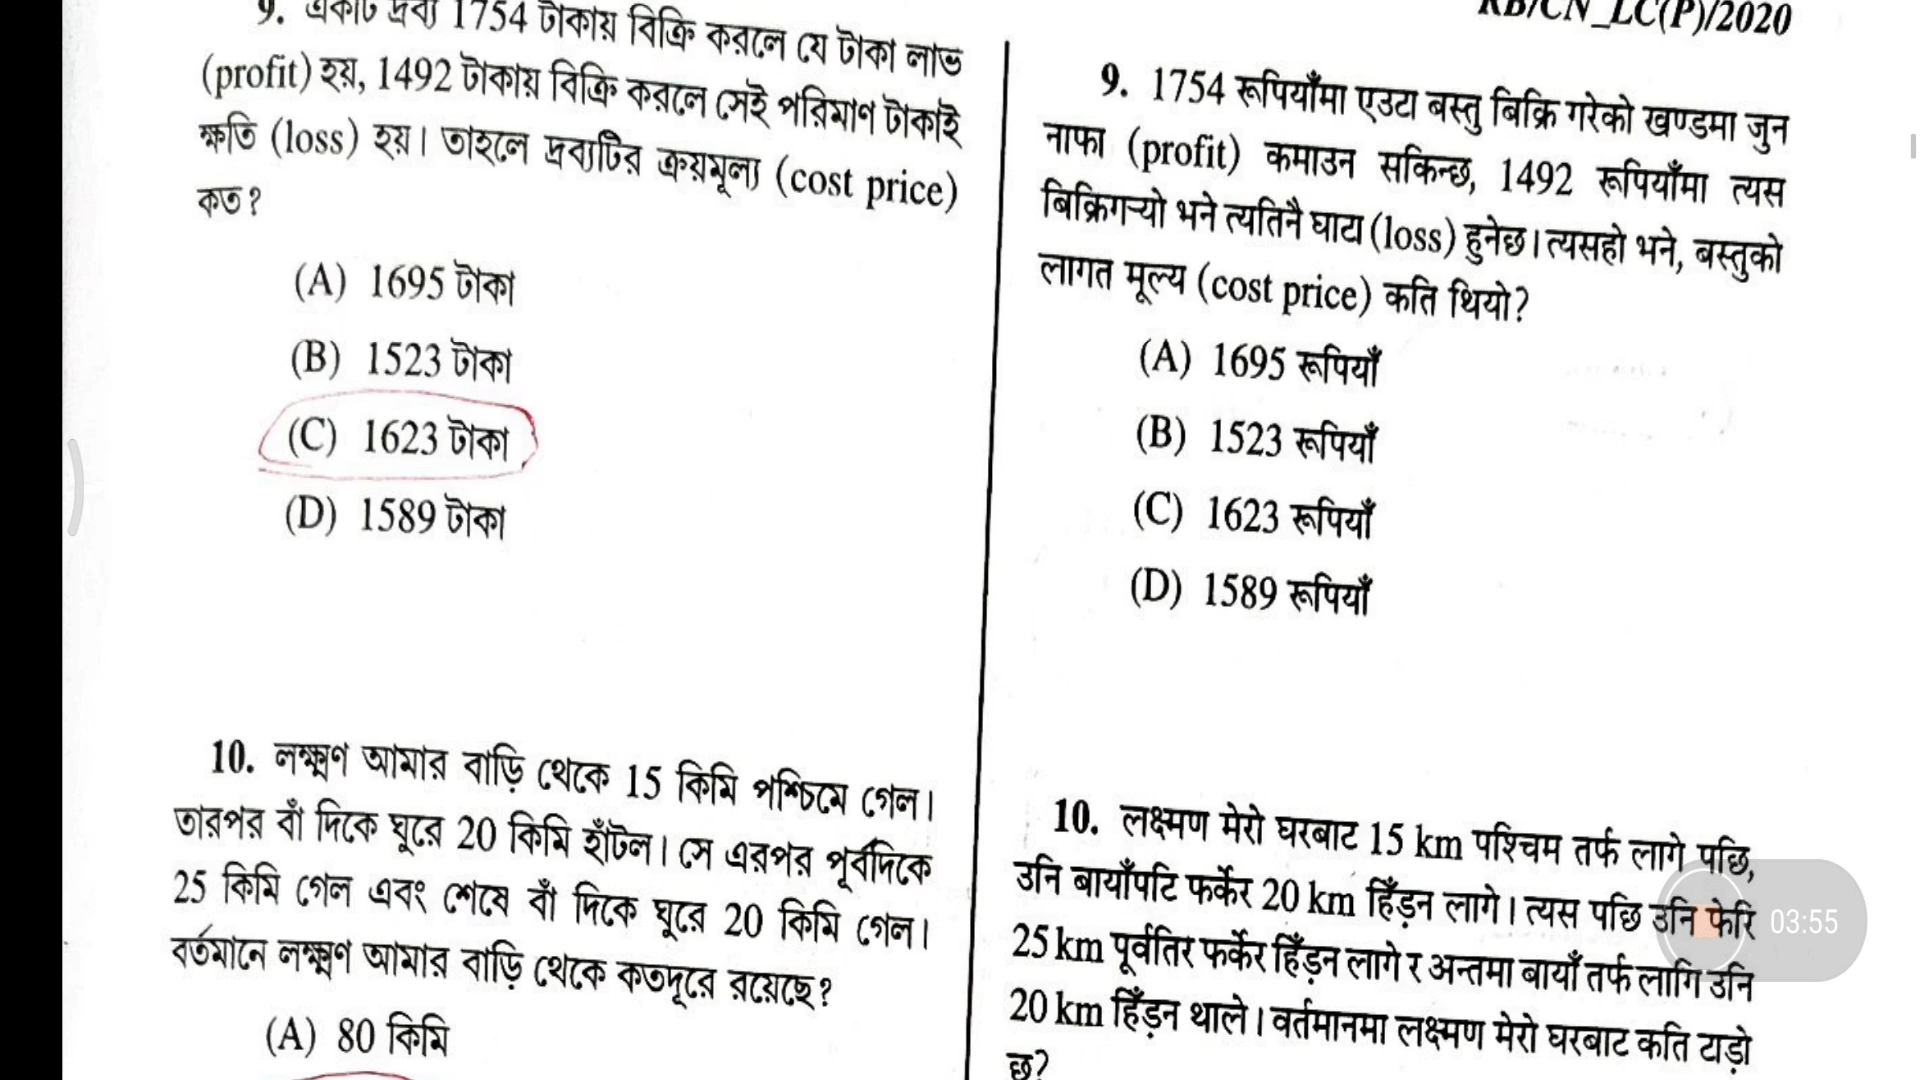 9. একটি দ্রব্য 1754 টাকায় বিক্রি করলে যে টাকা লাভ
(profit) হয়, 1492 টাকায় বিক্রি করলে সেই পরিমাণ টাকাই
ক্ষতি (loss) হয়। তাহলে দ্রব্যটির ক্রয়মূল্য (cost price)
কত?
(A) 1695 টাকা
(B) 1523 টাকা
(C) 1623 টাকা
(D) 1589 টাকা
10. লক্ষ্মণ আমার বাড়ি থেকে 15 কিমি পশ্চিমে গেল।
তারপর বাঁ দিকে ঘুরে 20 কিমি হাঁটল। সে এরপর পূর্বদিকে
25 কিমি গেল এবং শেষে বাঁ দিকে ঘুরে 20 কিমি গেল।
বর্তমানে লক্ষ্মণ আমার বাড়ি থেকে কতদূরে রয়েছে?
(A) 80 কিমি
RB/CN_LC(P)/2020
9. 1754 रूपियाँमा एउटा बस्तु बिक्रि गरेको खण्डमा जुन
नाफा (profit) कमाउन सकिन्छ, 1492 रूपियाँमा त्यस
बिक्रिगऱ्यो भने त्यतिनै घाटा (loss) हुनेछ। त्यसहो भने, बस्तुको
लागत मूल्य (cost price) कति थियो?
(A) 1695 रूपियाँ
(B) 1523 रूपियाँ
(C) 1623 रूपियाँ
(D) 1589 रूपियाँ
10. लक्ष्मण मेरो घरबाट 15 km पश्चिम तर्फ लागे पछि,
उनि बायाँपटि फर्केर 20 km हिँड़न लागे। त्यस पछि उनि फेरि
25 km पूर्वतिर फर्केर हिँड़न लागे र अन्तमा बायाँ तर्फ लागि उनि
20 km हिँड़न थाले। वर्तमानमा लक्ष्मण मेरो घरबाट कति टाड़ो
छ?
03:55